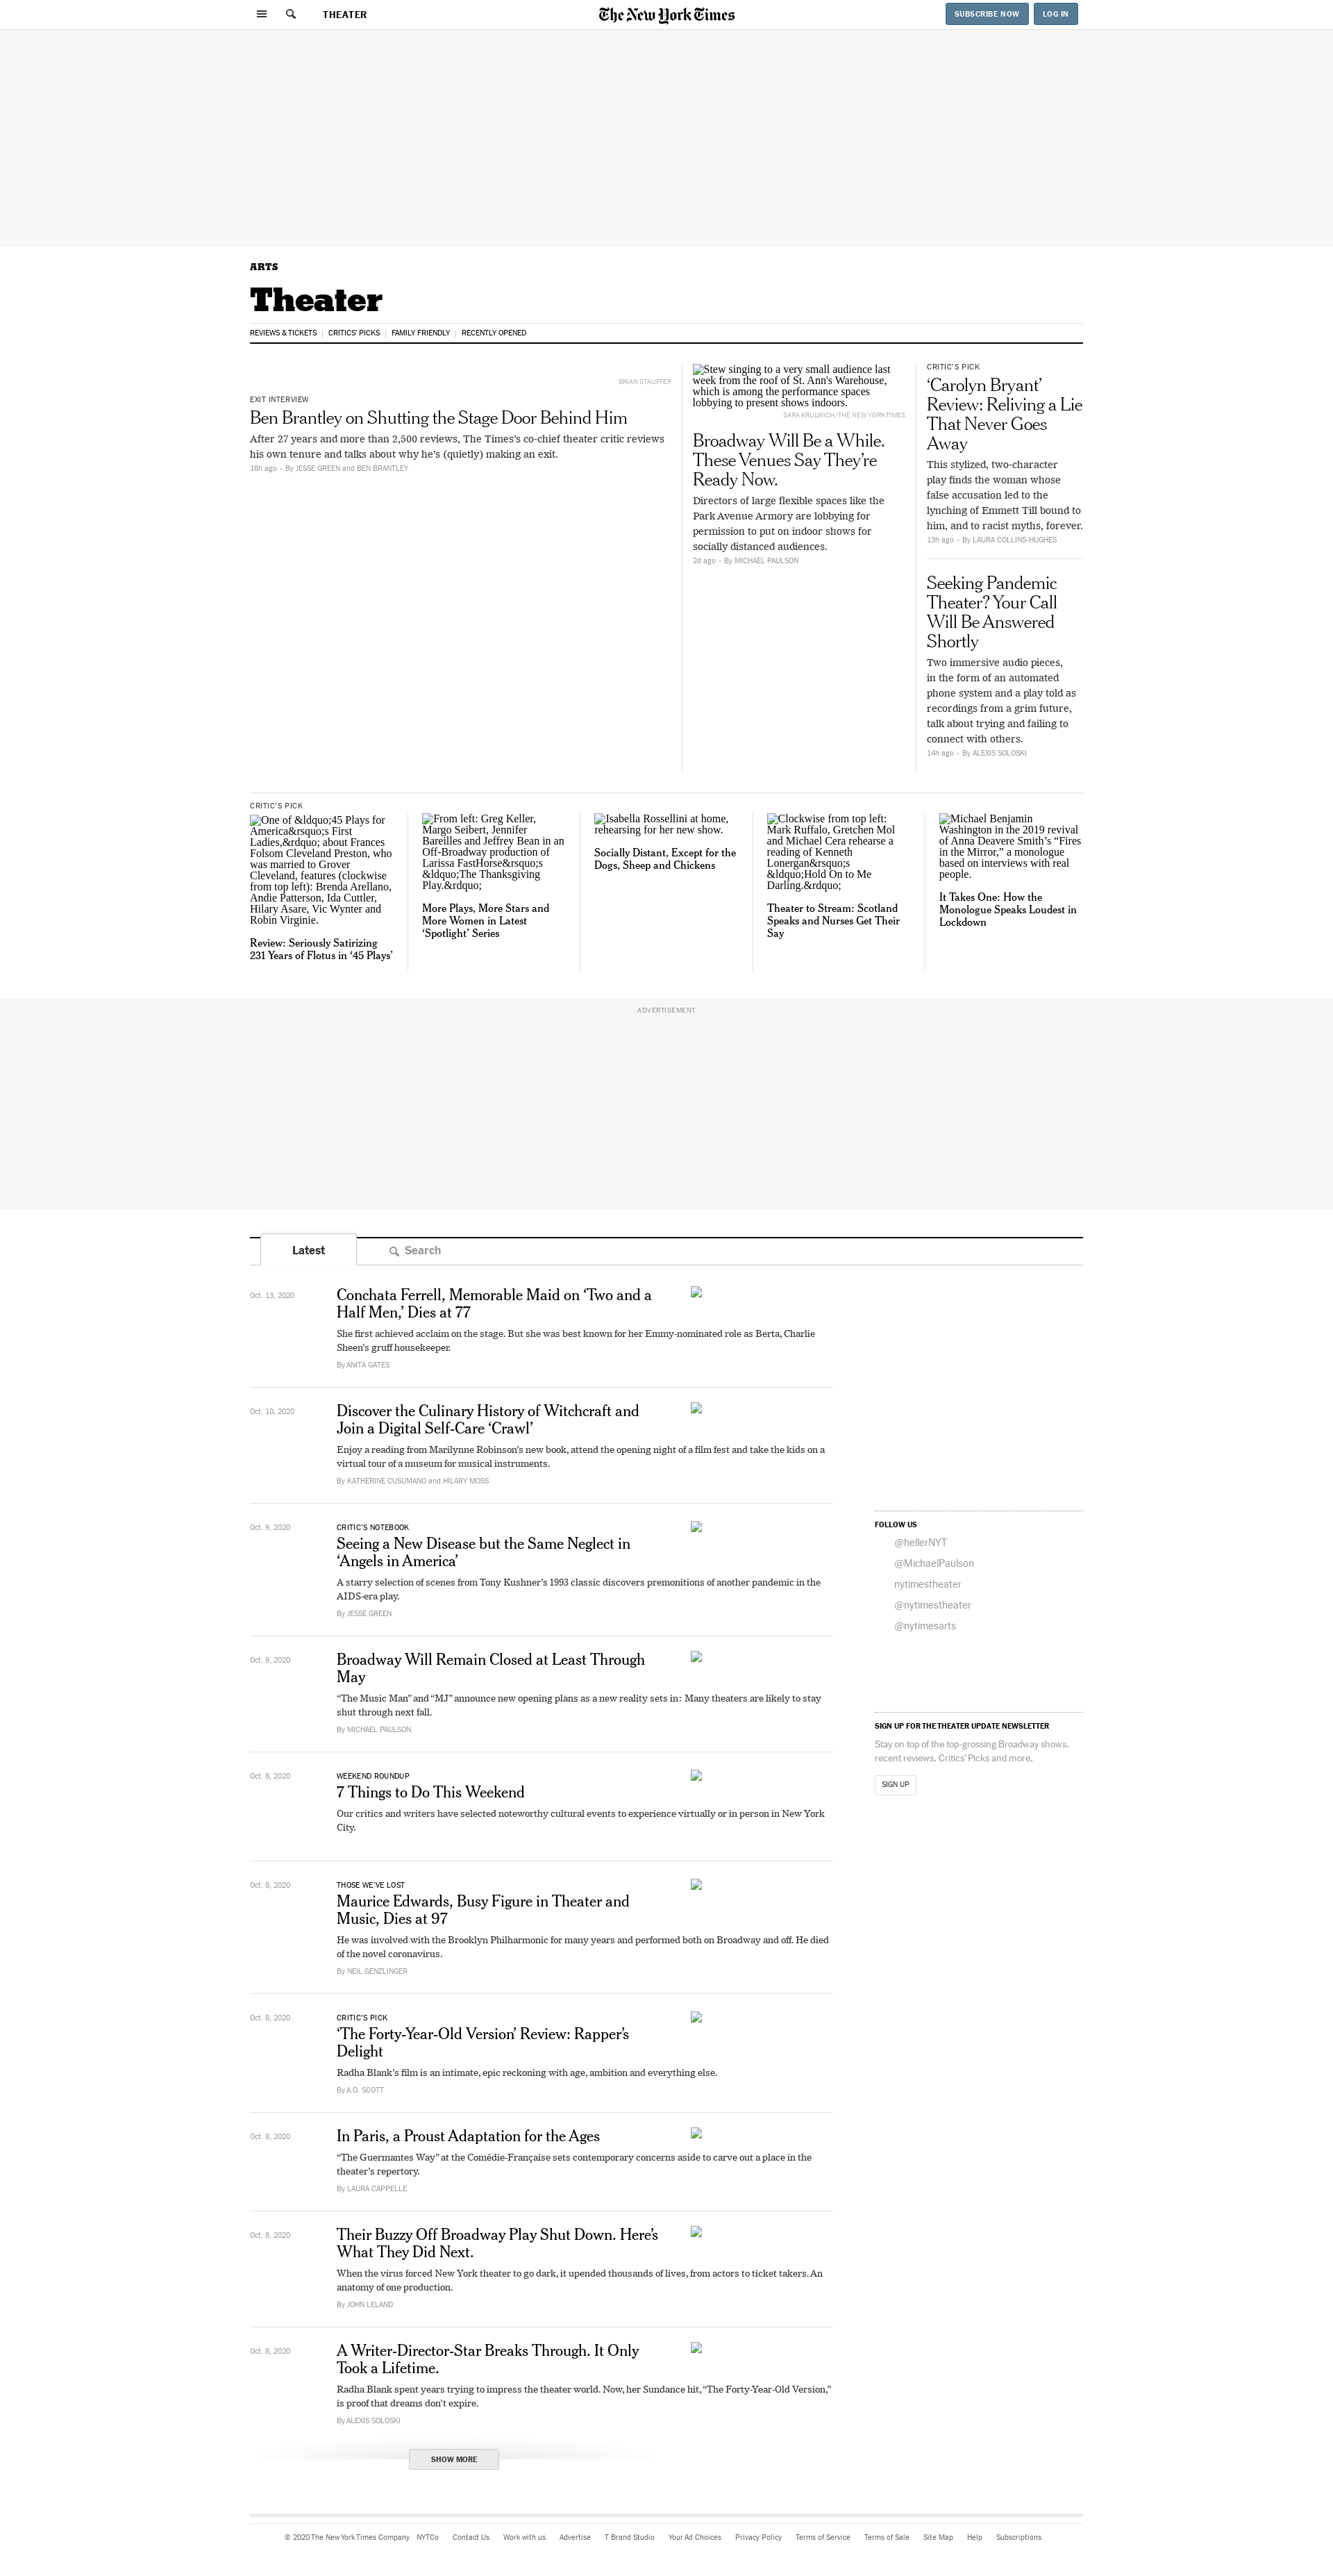 THEATER
The New York Times
SUBSCRIBE NOW
LOG IN
ARTS
Theater
REVIEWS & TICKETS
CRITICS' PICKS
FAMILY FRIENDLY
RECENTLY OPENED
BRIAN STAUFFER
EXIT INTERVIEW
Ben Brantley on Shutting the Stage Door Behind Him
After 27 years and more than 2,500 reviews, The Times's co-chief theater critic reviews
his own tenure and talks about why he's (quietly) making an exit.
18h ago - By JESSE GREEN and BEN BRANTLEY
Stew singing to a very small audience last
week from the roof of St. Ann's Warehouse,
which is among the performance spaces
lobbying to present shows indoors.
SARA KRULWICH/THE NEW YORK TIMES
Broadway Will Be a While.
These Venues Say They're
Ready Now.
Directors of large flexible spaces like the
Park Avenue Armory are lobbying for
permission to put on indoor shows for
socially distanced audiences.
2d ago - By MICHAEL PAULSON
CRITIC'S PICK
‘Carolyn Bryant’
Review: Reliving a Lie
That Never Goes
Away
This stylized, two-character
play finds the woman whose
false accusation led to the
lynching of Emmett Till bound to
him, and to racist myths, forever.
13h ago - By LAURA COLLINS-HUGHES
Seeking Pandemic
Theater? Your Call
Will Be Answered
Shortly
Two immersive audio pieces,
in the form of an automated
phone system and a play told as
recordings from a grim future,
talk about trying and failing to
connect with others.
14h ago - By ALEXIS SOLOSKI
CRITIC'S PICK
One of &ldquo;45 Plays for
America&rsquo;s First
Ladies,&rdquo; about Frances
Folsom Cleveland Preston, who
was married to Grover
Cleveland, features (clockwise
from top left): Brenda Arellano,
Andie Patterson, Ida Cuttler,
Hilary Asare, Vic Wynter and
Robin Virginie.
Review: Seriously Satirizing
231 Years of Flotus in ‘45 Plays’
From left: Greg Keller,
Margo Seibert, Jennifer
Bareilles and Jeffrey Bean in an
Off-Broadway production of
Larissa FastHorse&rsquo;s
&ldquo;The Thanksgiving
Play.&rdquo;
More Plays, More Stars and
More Women in Latest
‘Spotlight’ Series
Isabella Rossellini at home,
rehearsing for her new show.
Socially Distant, Except for the
Dogs, Sheep and Chickens
Clockwise from top left:
Mark Ruffalo, Gretchen Mol
and Michael Cera rehearse a
reading of Kenneth
Lonergan&rsquo;s
&ldquo;Hold On to Me
Darling.&rdquo;
Theater to Stream: Scotland
Speaks and Nurses Get Their
Say
Michael Benjamin
Washington in the 2019 revival
of Anna Deavere Smith’s “Fires
in the Mirror,” a monologue
based on interviews with real
people.
It Takes One: How the
Monologue Speaks Loudest in
Lockdown
ADVERTISEMENT
Latest
Search
Oct. 13, 2020
Conchata Ferrell, Memorable Maid on ‘Two and a
Half Men,’ Dies at 77
She first achieved acclaim on the stage. But she was best known for her Emmy-nominated role as Berta, Charlie
Sheen’s gruff housekeeper.
By ANITA GATES
Oct. 10, 2020
Discover the Culinary History of Witchcraft and
Join a Digital Self-Care ‘Crawl’
Enjoy a reading from Marilynne Robinson’s new book, attend the opening night of a film fest and take the kids on a
virtual tour of a museum for musical instruments.
By KATHERINE CUSUMANO and HILARY MOSS
Oct. 9, 2020
CRITIC’S NOTEBOOK
Seeing a New Disease but the Same Neglect in
‘Angels in America’
A starry selection of scenes from Tony Kushner’s 1993 classic discovers premonitions of another pandemic in the
AIDS-era play.
By JESSE GREEN
Oct. 9, 2020
Broadway Will Remain Closed at Least Through
May
“The Music Man” and “MJ” announce new opening plans as a new reality sets in: Many theaters are likely to stay
shut through next fall.
By MICHAEL PAULSON
Oct. 8, 2020
WEEKEND ROUNDUP
7 Things to Do This Weekend
Our critics and writers have selected noteworthy cultural events to experience virtually or in person in New York
City.
Oct. 8, 2020
THOSE WE’VE LOST
Maurice Edwards, Busy Figure in Theater and
Music, Dies at 97
He was involved with the Brooklyn Philharmonic for many years and performed both on Broadway and off. He died
of the novel coronavirus.
By NEIL GENZLINGER
Oct. 8, 2020
CRITIC’S PICK
‘The Forty-Year-Old Version’ Review: Rapper’s
Delight
Radha Blank’s film is an intimate, epic reckoning with age, ambition and everything else.
By A.O. SCOTT
Oct. 8, 2020
In Paris, a Proust Adaptation for the Ages
“The Guermantes Way” at the Comédie-Française sets contemporary concerns aside to carve out a place in the
theater’s repertory.
By LAURA CAPPELLE
Oct. 8, 2020
Their Buzzy Off Broadway Play Shut Down. Here’s
What They Did Next.
When the virus forced New York theater to go dark, it upended thousands of lives, from actors to ticket takers. An
anatomy of one production.
By JOHN LELAND
Oct. 8, 2020
A Writer-Director-Star Breaks Through. It Only
Took a Lifetime.
Radha Blank spent years trying to impress the theater world. Now, her Sundance hit, “The Forty-Year-Old Version,”
is proof that dreams don’t expire.
By ALEXIS SOLOSKI
SHOW MORE
FOLLOW US
@hellerNYT
@MichaelPaulson
nytimestheater
@nytimestheater
@nytimesarts
SIGN UP FOR THE THEATER UPDATE NEWSLETTER
Stay on top of the top-grossing Broadway shows,
recent reviews, Critics’ Picks and more.
SIGN UP
© 2020 The New York Times Company NYTCo Contact Us Work with us Advertise T Brand Studio Your Ad Choices Privacy Policy Terms of Service Terms of Sale Site Map Help Subscriptions